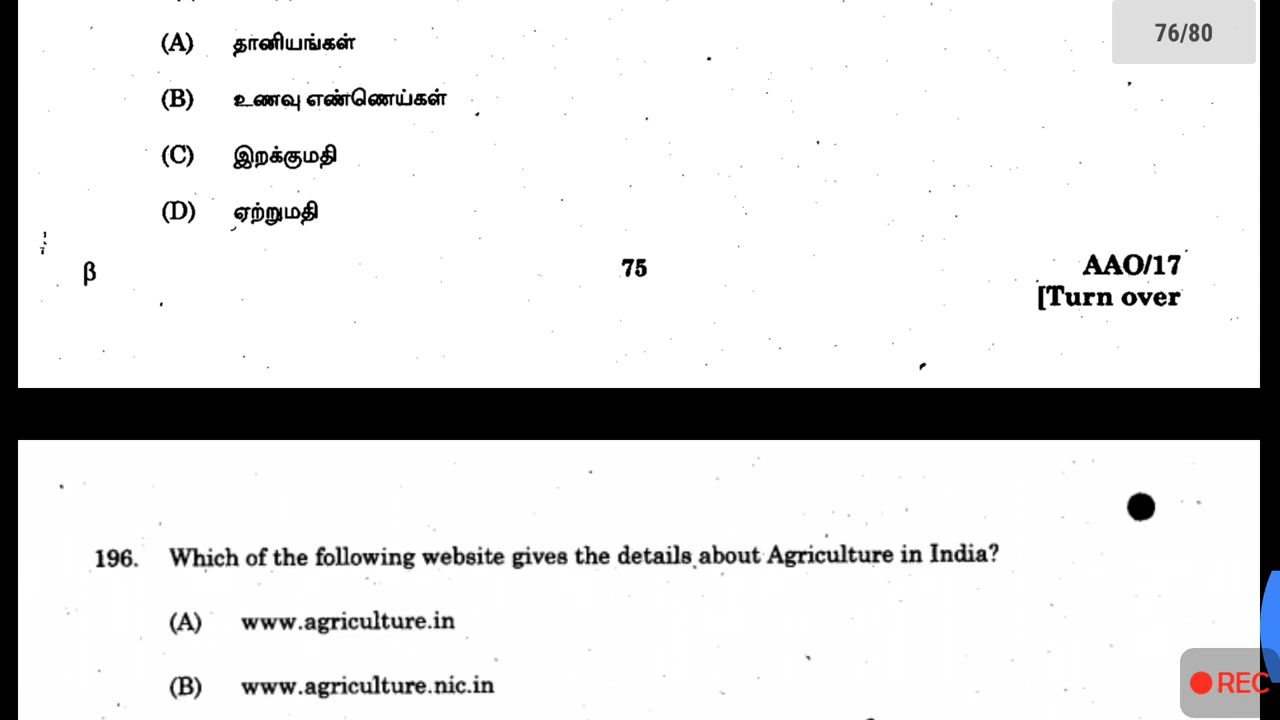 (A) தானியங்கள்
76/80
(B) உணவு எண்ணெய்கள்
(C) இறக்குமதி
(D) ஏற்றுமதி
β 75 AAO/17
[Turn over
196. Which of the following website gives the details about Agriculture in India?
(A) www.agriculture.in
(B) www.agriculture.nic.in
REC